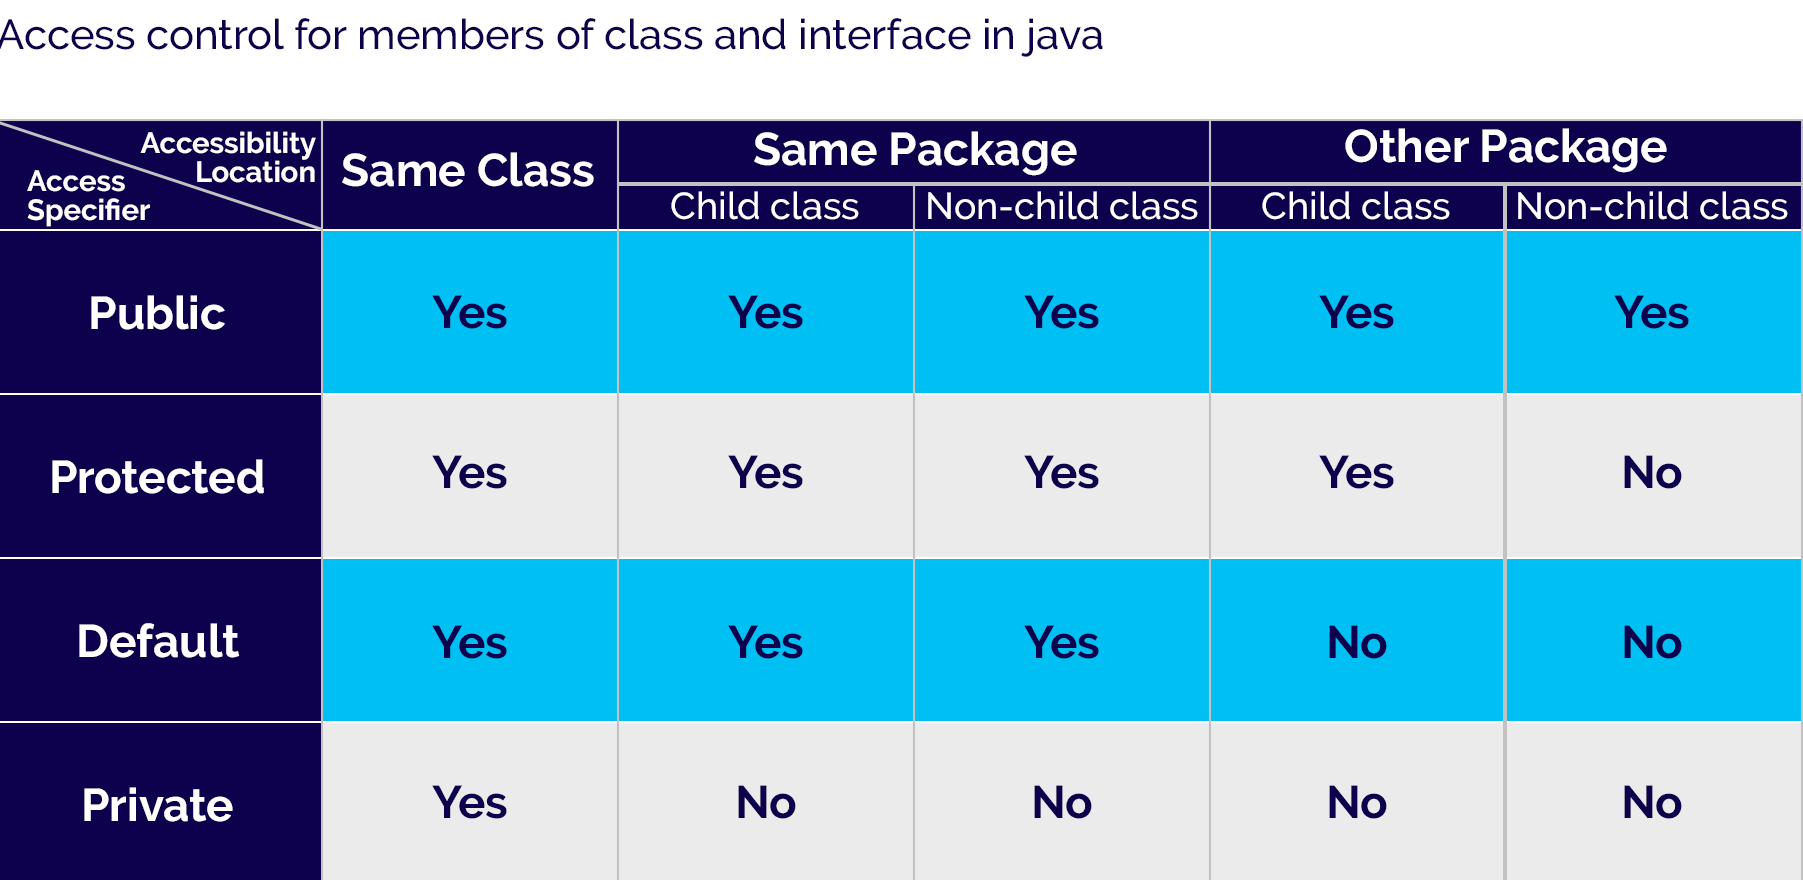 Access control for members of class and interface in java
Accessibility
Location
Access
Specifier
Same Class
Same Package
Other Package
Child class
Non-child class
Child class
Non-child class
Public
Yes
Yes
Yes
Yes
Yes
Protected
Yes
Yes
Yes
Yes
No
Default
Yes
Yes
Yes
No
No
Private
Yes
No
No
No
No